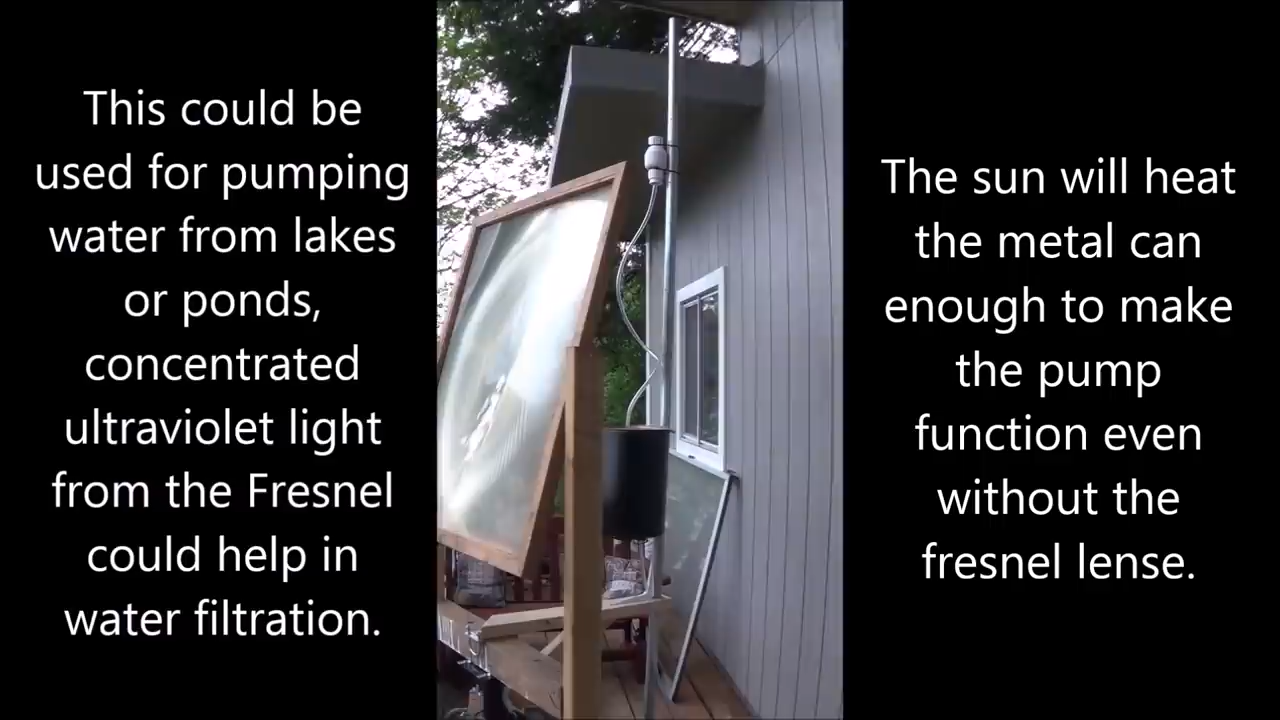 This could be
used for pumping
water from lakes
or ponds,
concentrated
ultraviolet light
from the Fresnel
could help in
water filtration.
The sun will heat
the metal can
enough to make
the pump
function even
without the
fresnel lense.